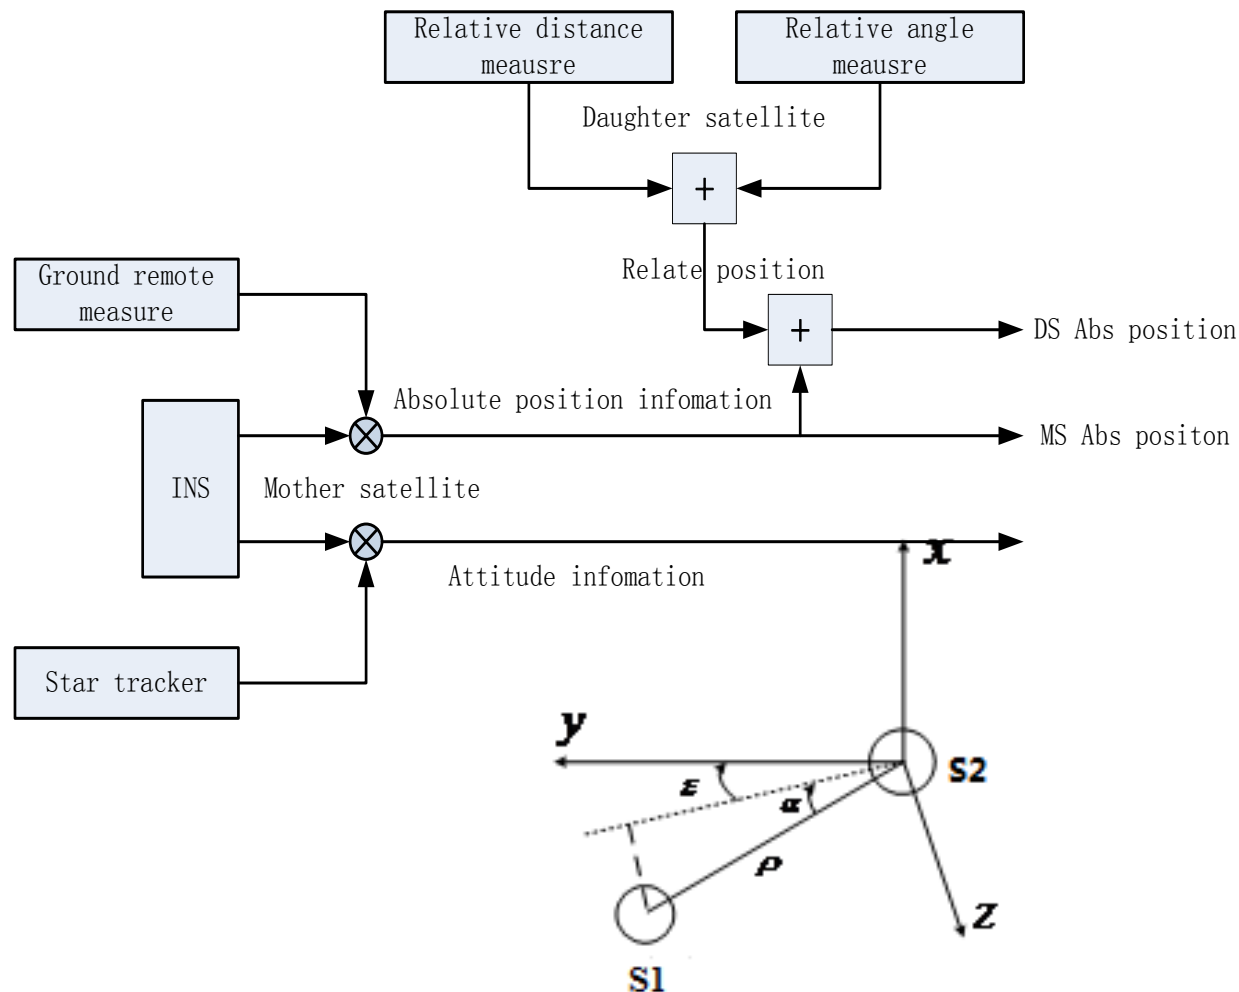 Relative distance
meausre
Relative angle
meausre
Daughter satellite
+
Relate position
Ground remote
measure
+
DS Abs position
Absolute position infomation
MS Abs positon
INS
Mother satellite
Attitude infomation
x
Star tracker
y
S2
ε
α
ρ
z
S1